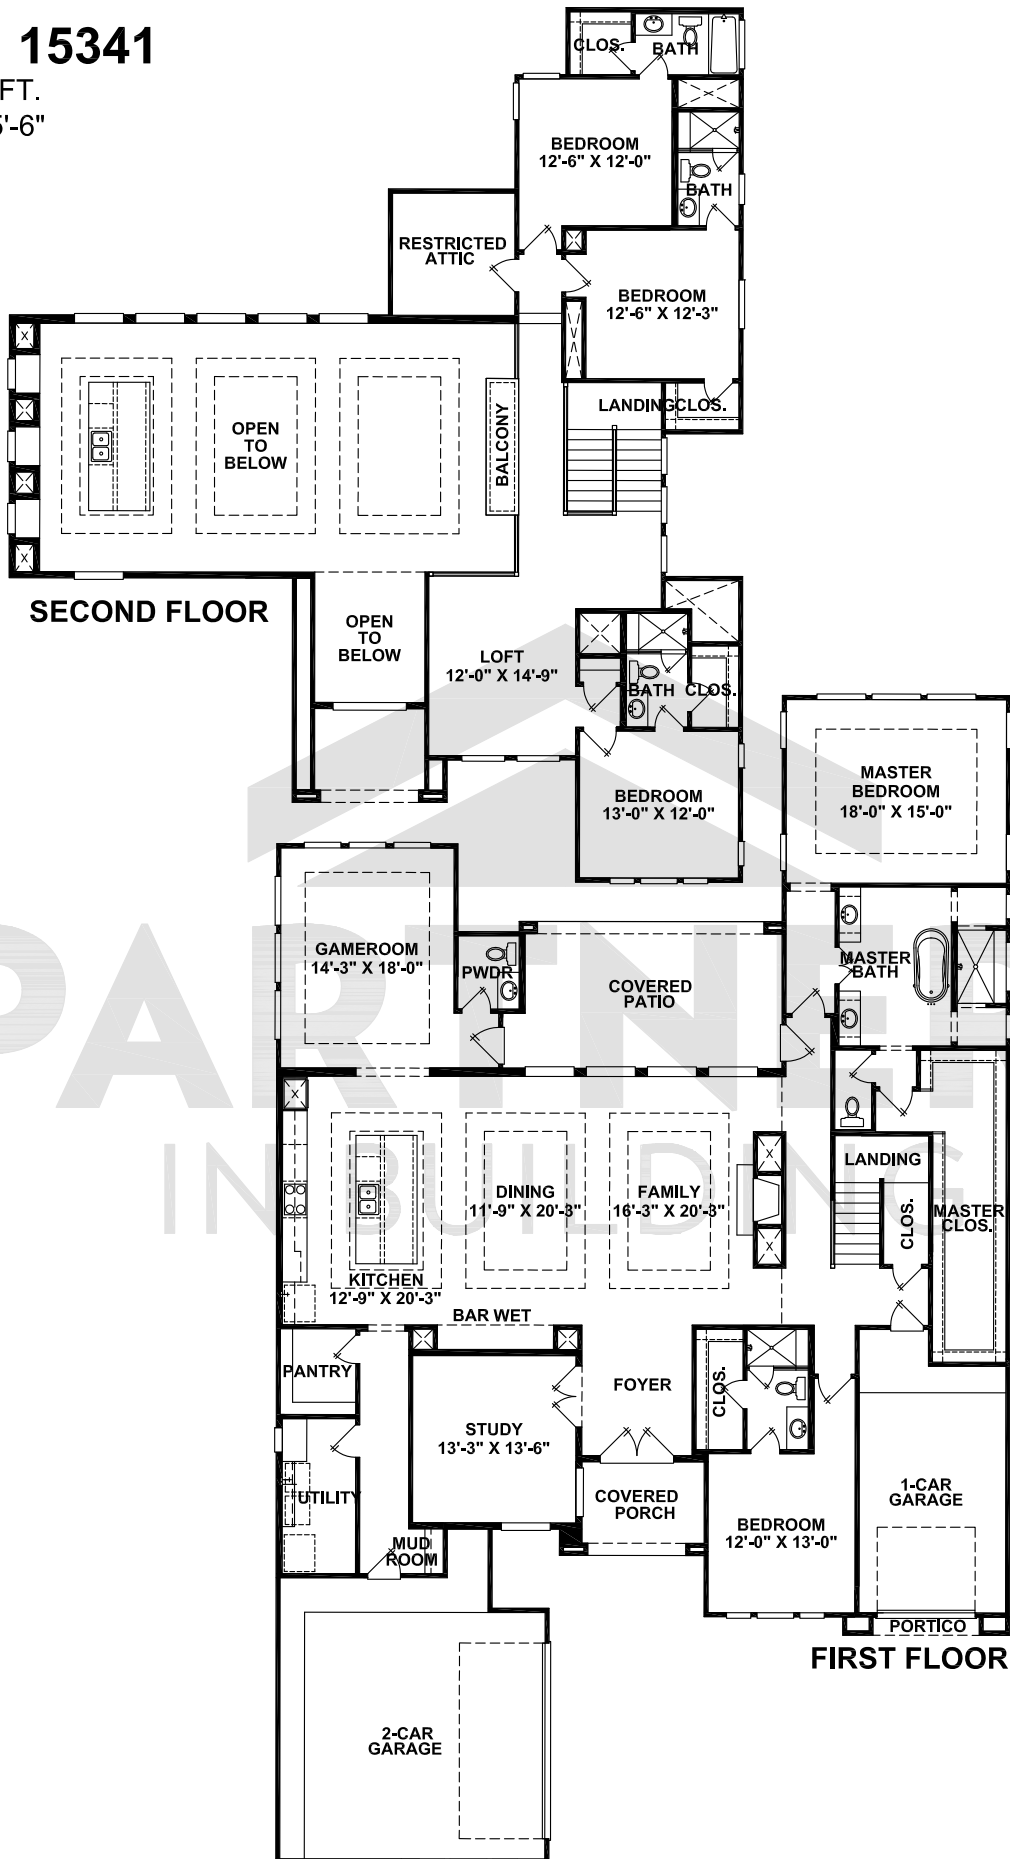 15341
FT.
5'-6"
CLOS.
BATH
BEDROOM
12'-6" X 12'-0"
BATH
RESTRICTED
ATTIC
BEDROOM
12'-6" X 12'-3"
LANDING
CLOS.
OPEN
TO
BELOW
BALCONY
SECOND FLOOR
OPEN
TO
BELOW
LOFT
12'-0" X 14'-9"
BATH
CLOS.
BEDROOM
13'-0" X 12'-0"
MASTER
BEDROOM
18'-0" X 15'-0"
GAMEROOM
14'-3" X 18'-0"
PWDR
COVERED
PATIO
MASTER
BATH
PARTNER
IN BUILDING
LANDING
CLOS.
MASTER
CLOS.
DINING
11'-9" X 20'-3"
FAMILY
16'-3" X 20'-3"
KITCHEN
12'-9" X 20'-3"
BAR WET
PANTRY
FOYER
CLOS.
STUDY
13'-3" X 13'-6"
UTILITY
COVERED
PORCH
1-CAR
GARAGE
BEDROOM
12'-0" X 13'-0"
MUD
ROOM
PORTICO
FIRST FLOOR
2-CAR
GARAGE